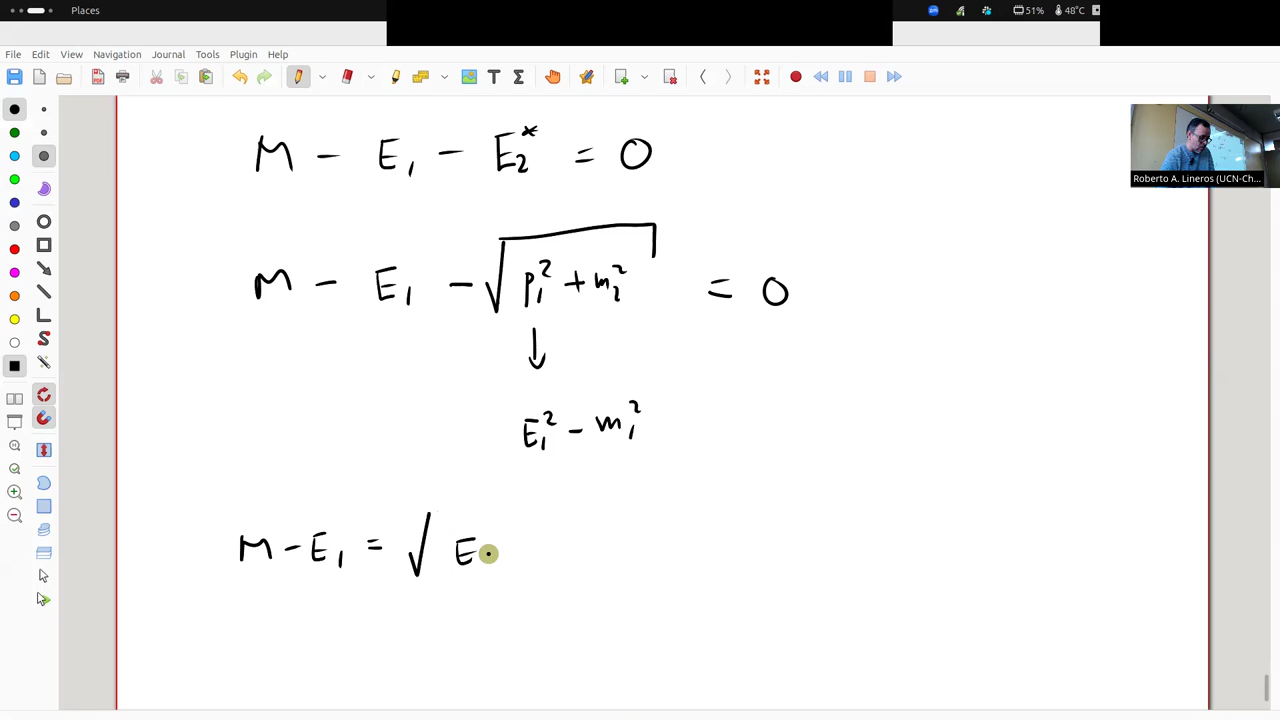 Places
51% 48°C
File Edit View Navigation Journal Tools Plugin Help
M - E₁ - E₂* = 0
Roberto A. Lineros (UCN-Ch...
M - E₁ - √(p₁² + m₂²) = 0
↓
E₁² - m₁²
M - E₁ = √ E